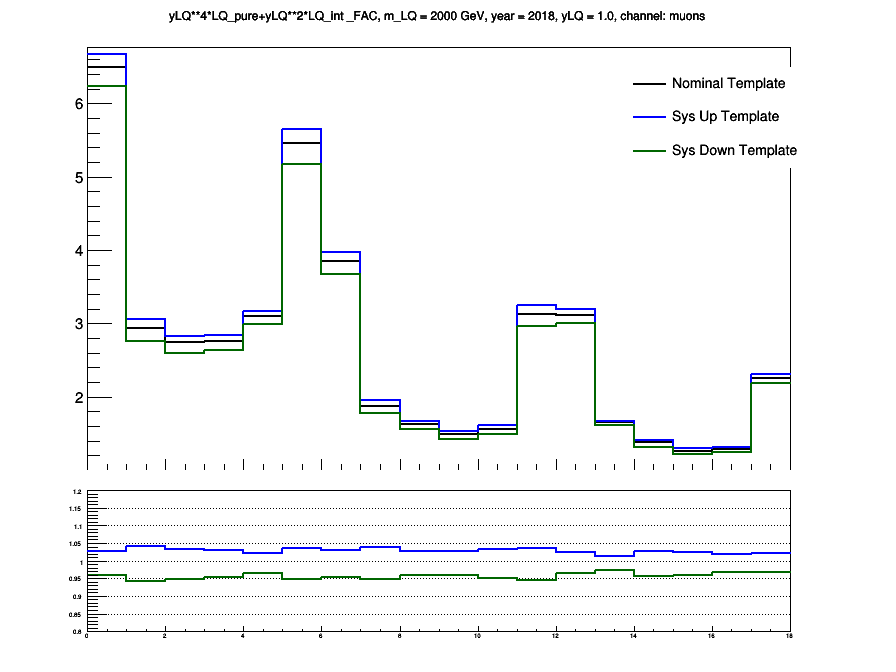 yLQ**4*LQ_pure+yLQ**2*LQ_int _FAC, m_LQ = 2000 GeV, year = 2018, yLQ = 1.0, channel: muons
Nominal Template
Sys Up Template
Sys Down Template
6
5
4
3
2
1.2
1.15
1.1
1.05
1
0.95
0.9
0.85
0.8
0 2 4 6 8 10 12 14 16 18